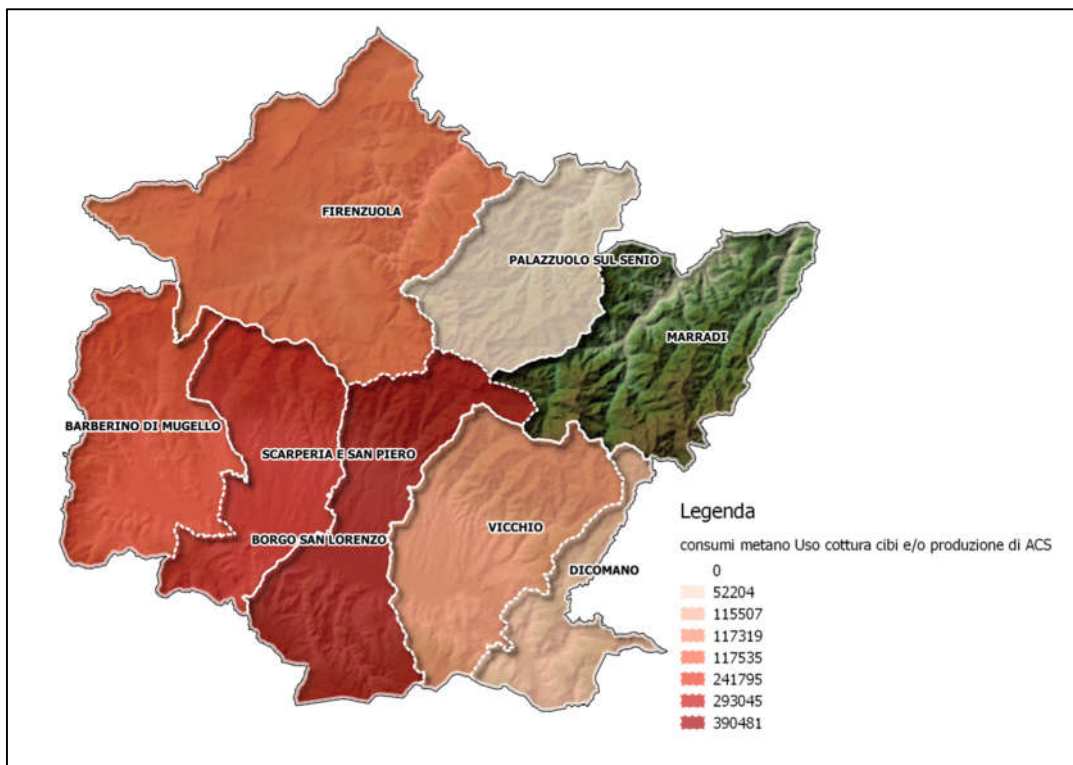 FIRENZUOLA
PALAZZUOLO SUL SENIO
MARRADI
BARBERINO DI MUGELLO
SCARPERIA E SAN PIERO
VICCHIO
BORGO SAN LORENZO
DICOMANO
Legenda
consumi metano Uso cottura cibi e/o produzione di ACS
0
52204
115507
117319
117535
241795
293045
390481